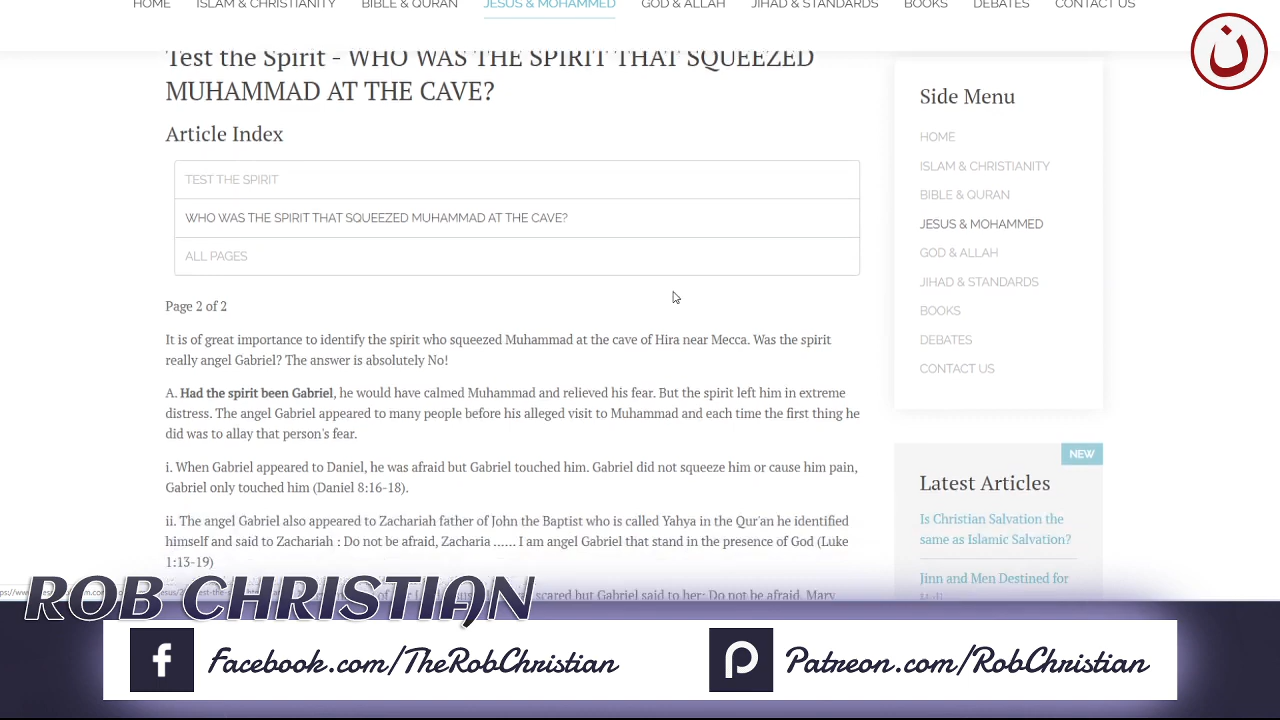 HOME ISLAM & CHRISTIANITY BIBLE & QURAN JESUS & MOHAMMED GOD & ALLAH JIHAD & STANDARDS BOOKS DEBATES CONTACT US
ن
Test the Spirit - WHO WAS THE SPIRIT THAT SQUEEZED
MUHAMMAD AT THE CAVE?
Article Index
TEST THE SPIRIT
WHO WAS THE SPIRIT THAT SQUEEZED MUHAMMAD AT THE CAVE?
ALL PAGES
Page 2 of 2
It is of great importance to identify the spirit who squeezed Muhammad at the cave of Hira near Mecca. Was the spirit
really angel Gabriel? The answer is absolutely No!
A. Had the spirit been Gabriel, he would have calmed Muhammad and relieved his fear. But the spirit left him in extreme
distress. The angel Gabriel appeared to many people before his alleged visit to Muhammad and each time the first thing he
did was to allay that person's fear.
i. When Gabriel appeared to Daniel, he was afraid but Gabriel touched him. Gabriel did not squeeze him or cause him pain,
Gabriel only touched him (Daniel 8:16-18).
ii. The angel Gabriel also appeared to Zachariah father of John the Baptist who is called Yahya in the Qur'an he identified
himself and said to Zachariah : Do not be afraid, Zacharia ...... I am angel Gabriel that stand in the presence of God (Luke
1:13-19)
scared but Gabriel said to her: Do not be afraid, Mary
Side Menu
HOME
ISLAM & CHRISTIANITY
BIBLE & QURAN
JESUS & MOHAMMED
GOD & ALLAH
JIHAD & STANDARDS
BOOKS
DEBATES
CONTACT US
NEW
Latest Articles
Is Christian Salvation the
same as Islamic Salvation?
Jinn and Men Destined for
ROB CHRISTIAN
Facebook.com/TheRobChristian
Patreon.com/RobChristian